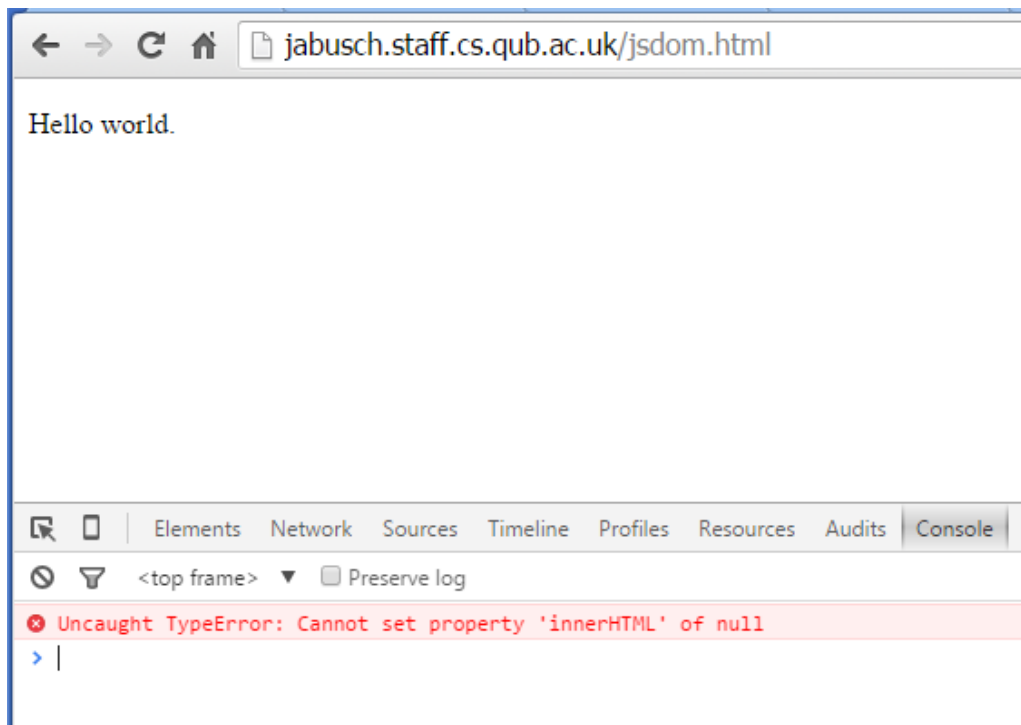 jabusch.staff.cs.qub.ac.uk/jsdom.html
Hello world.
Elements Network Sources Timeline Profiles Resources Audits Console
<top frame> ▼ Preserve log
Uncaught TypeError: Cannot set property 'innerHTML' of null
>